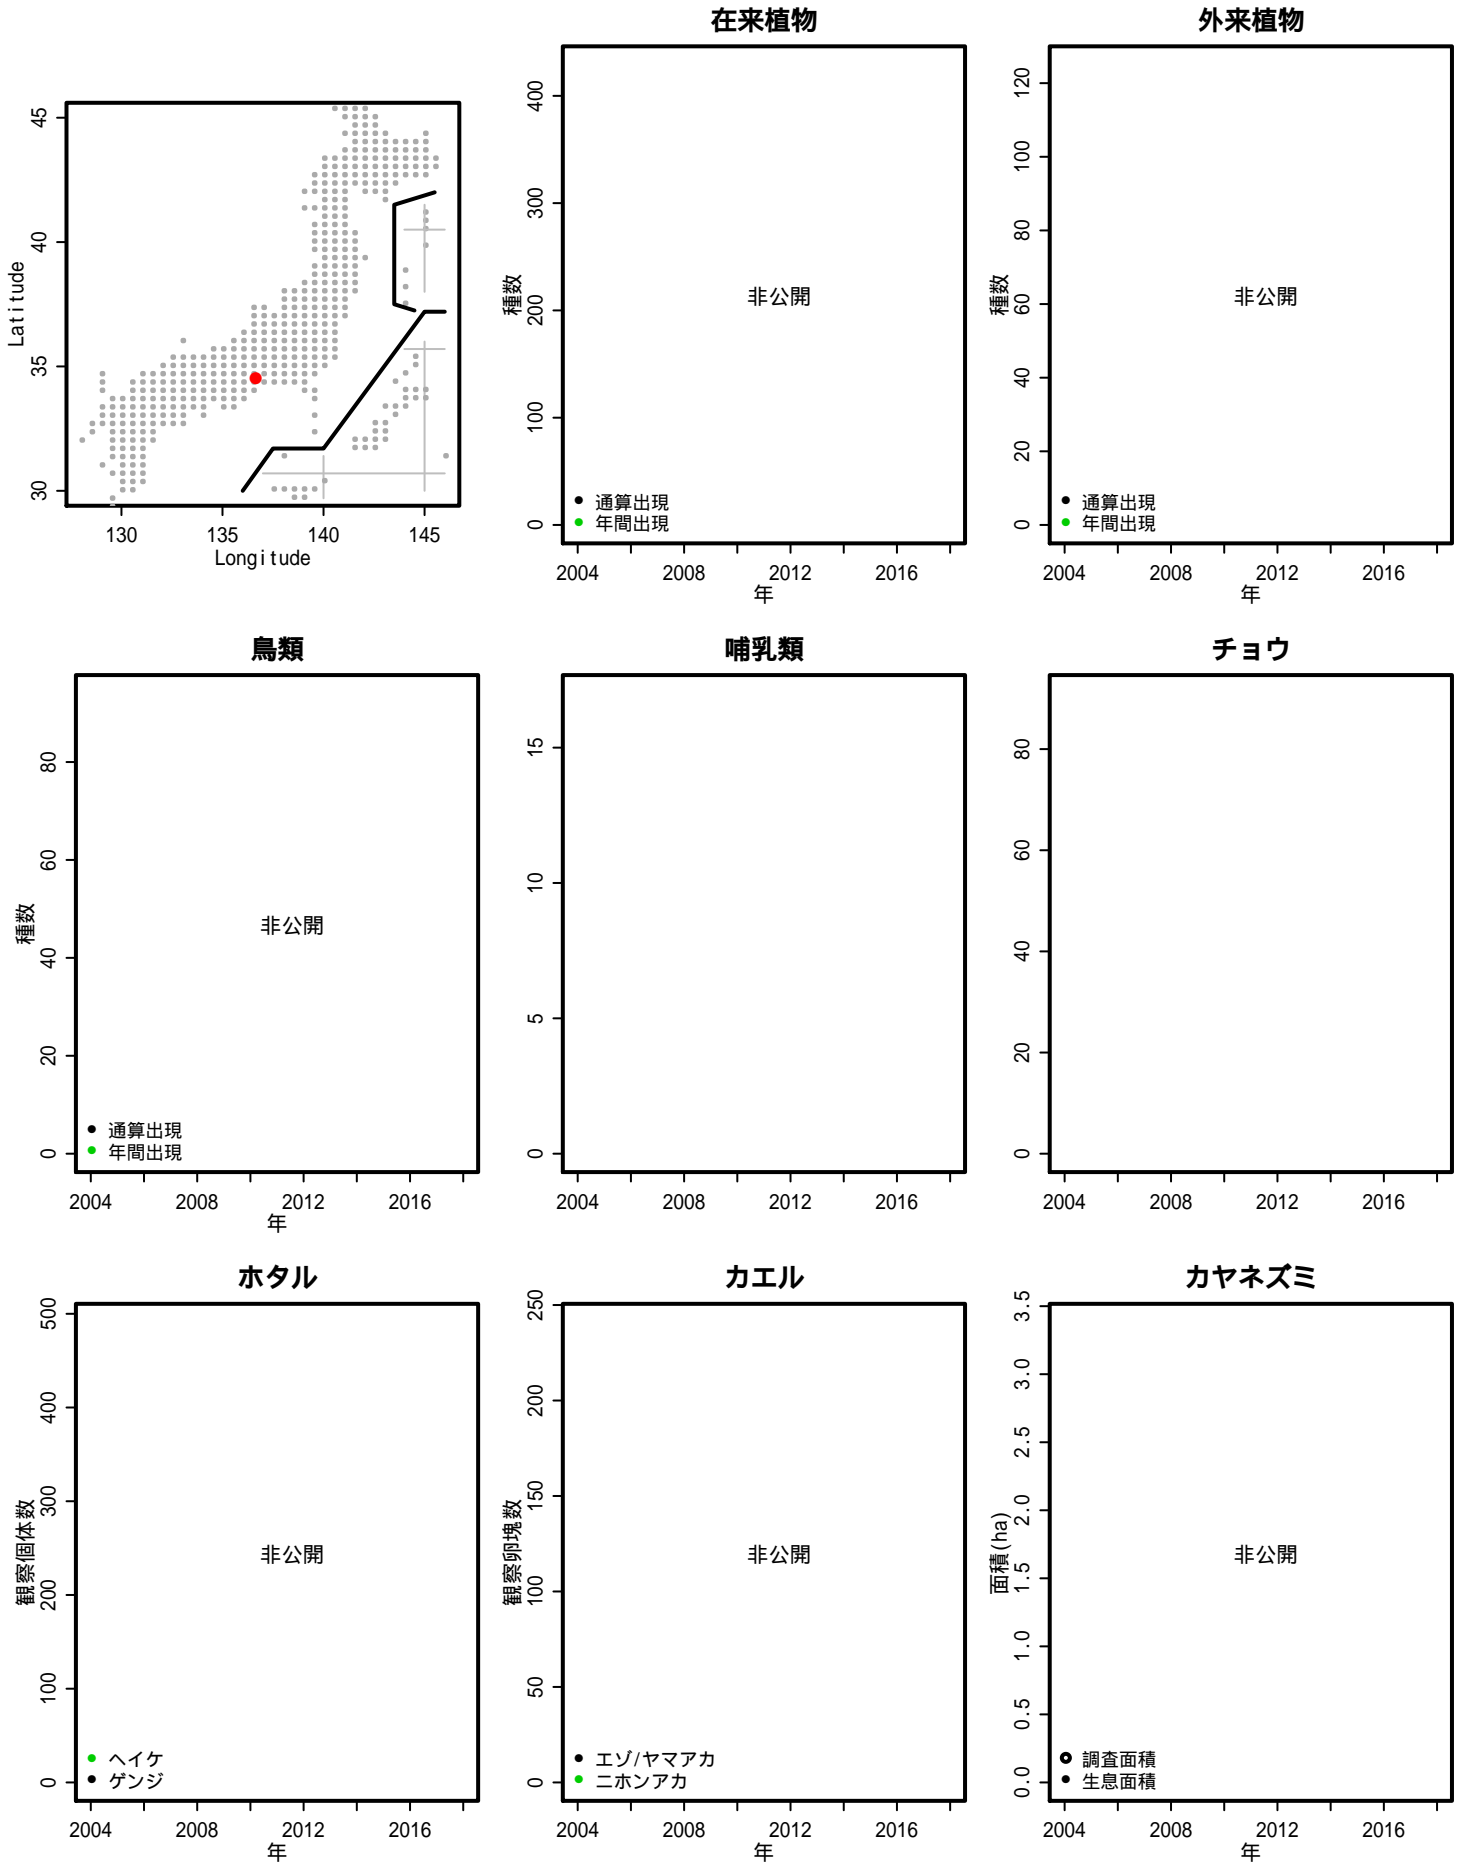 45
40
35
30
Latitude
130
135
140
145
Longitude
在来植物
400
300
200
100
0
種数
非公開
通算出現
年間出現
2004
2008
2012
2016
年
外来植物
120
100
80
60
40
20
0
種数
非公開
通算出現
年間出現
2004
2008
2012
2016
年
鳥類
80
60
40
20
0
種数
非公開
通算出現
年間出現
2004
2008
2012
2016
年
哺乳類
15
10
5
0
2004
2008
2012
2016
チョウ
80
60
40
20
0
2004
2008
2012
2016
ホタル
500
400
300
200
100
0
観察個体数
非公開
ヘイケ
ゲンジ
2004
2008
2012
2016
年
カエル
250
200
150
100
50
0
観察卵塊数
非公開
エゾ/ヤマアカ
ニホンアカ
2004
2008
2012
2016
年
カヤネズミ
3.5
3.0
2.5
2.0
1.5
1.0
0.5
0.0
面積(ha)
非公開
調査面積
生息面積
2004
2008
2012
2016
年